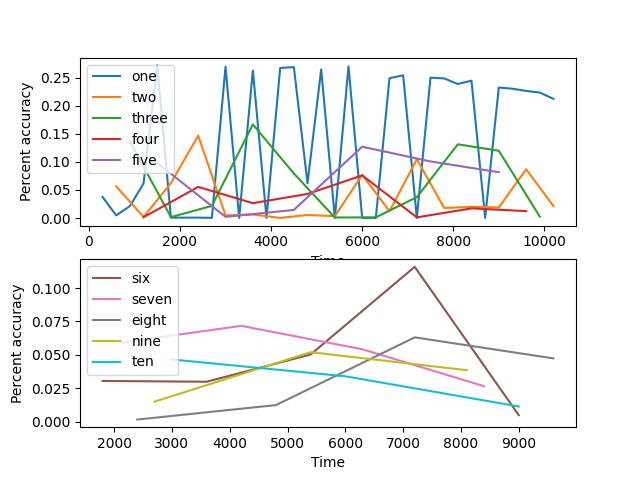 Percent accuracy
0.25
0.20
0.15
0.10
0.05
0.00
one
two
three
four
five
0 2000 4000 6000 8000 10000
Time
Percent accuracy
0.100
0.075
0.050
0.025
0.000
six
seven
eight
nine
ten
2000 3000 4000 5000 6000 7000 8000 9000
Time